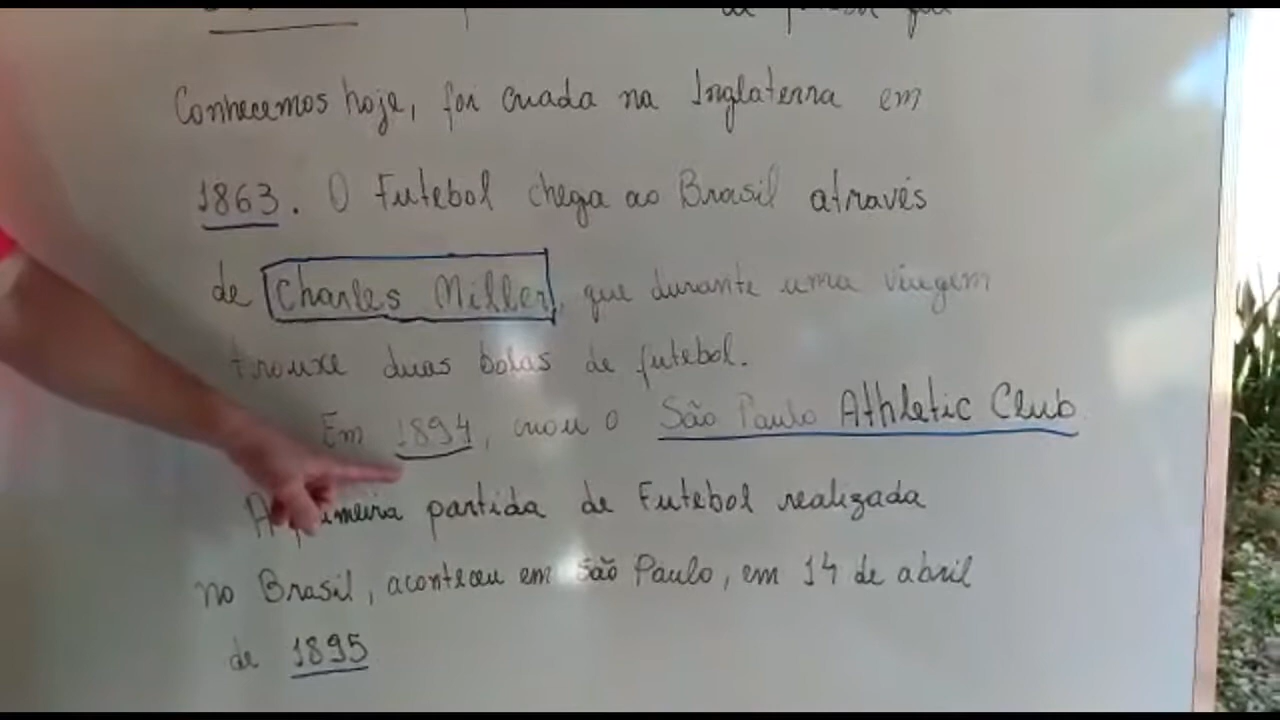 Conhecemos hoje, foi criada na Inglaterra em
1863. O Futebol chega ao Brasil através
de Charles Miller, que durante uma viagem
trouxe duas bolas de futebol.
Em 1894, criou o São Paulo Athletic Club
A primeira partida de Futebol realizada
no Brasil, aconteceu em São Paulo, em 14 de abril
de 1895